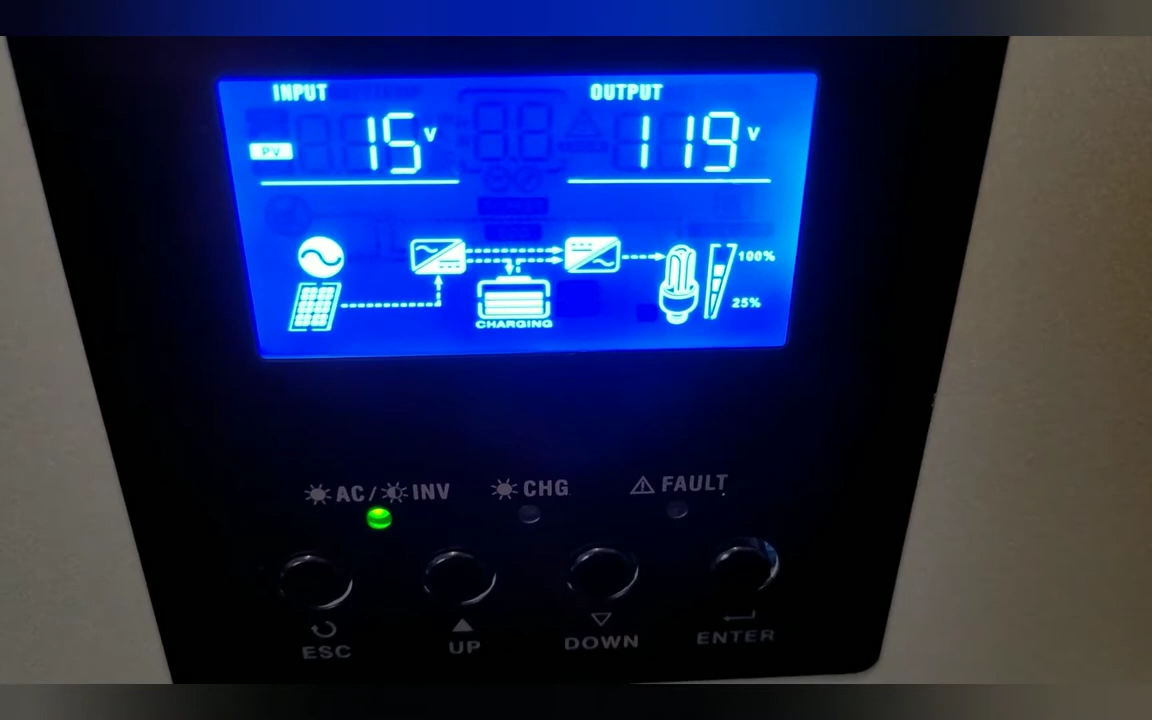 INPUT OUTPUT
PV 15 V 119 V
100%
25%
CHARGING
AC/ INV CHG FAULT
ESC UP DOWN ENTER